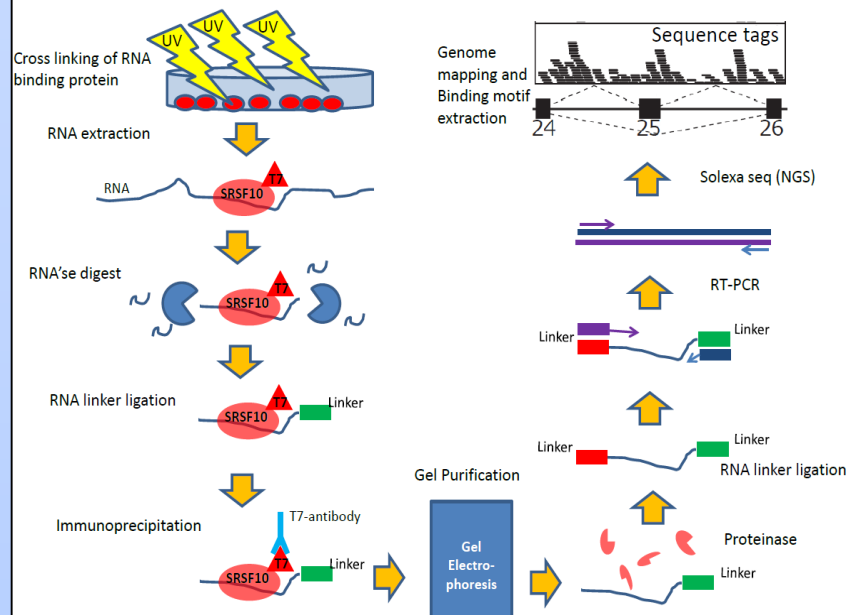 UV
UV
UV
Cross linking of RNA
binding protein
RNA extraction
RNA
SRSF10
T7
RNA'se digest
SRSF10
T7
RNA linker ligation
SRSF10
T7
Linker
Immunoprecipitation
T7-antibody
SRSF10
T7
Linker
Gel Purification
Gel
Electro-
phoresis
Proteinase
Linker
Linker
Linker
RNA linker ligation
Linker
Linker
RT-PCR
Solexa seq (NGS)
Genome
mapping and
Binding motif
extraction
Sequence tags
24
25
26